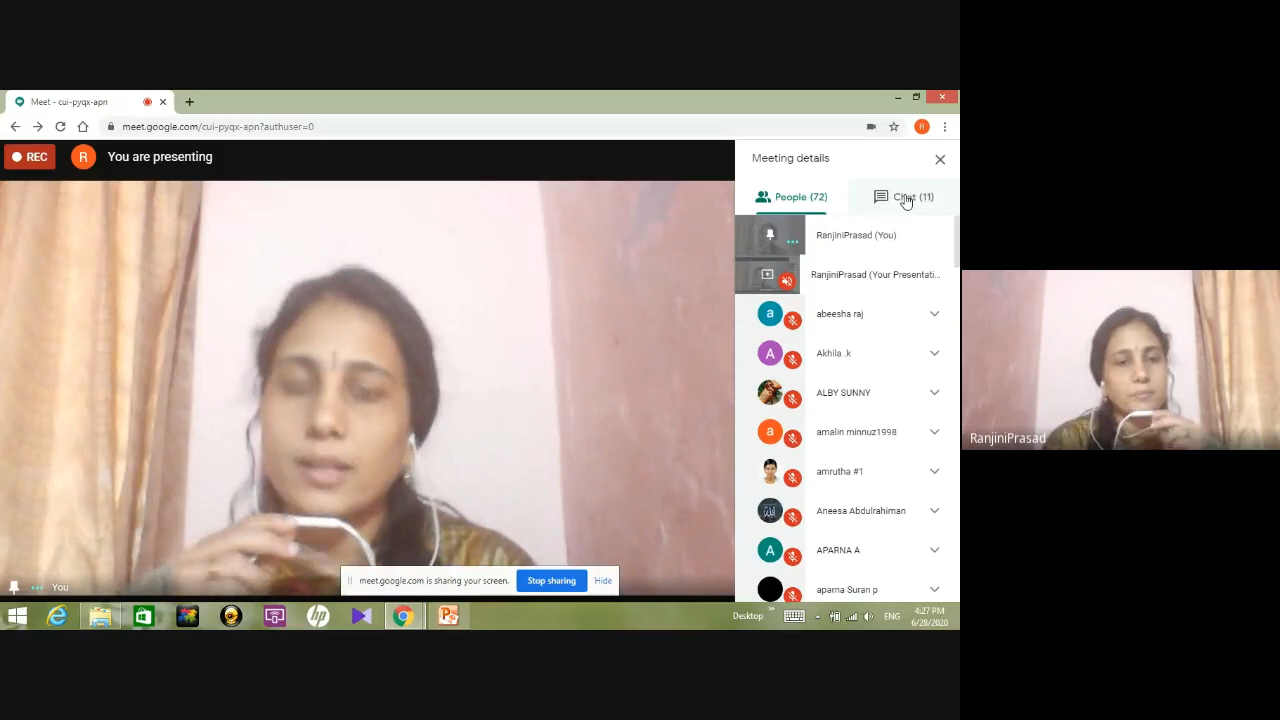 Meet - cui-pyqx-apn
meet.google.com/cui-pyqx-apn?authuser=0
R
REC
R
You are presenting
Meeting details
People (72)
Chat (11)
RanjiniPrasad (You)
RanjiniPrasad (Your Presentati...
a
abeesha raj
A
Akhila .k
ALBY SUNNY
a
amalin minnuz1998
amrutha #1
Aneesa Abdulrahiman
A
APARNA A
aparna Suran p
RanjiniPrasad
You
meet.google.com is sharing your screen.
Stop sharing
Hide
Desktop
ENG
4:27 PM
6/28/2020